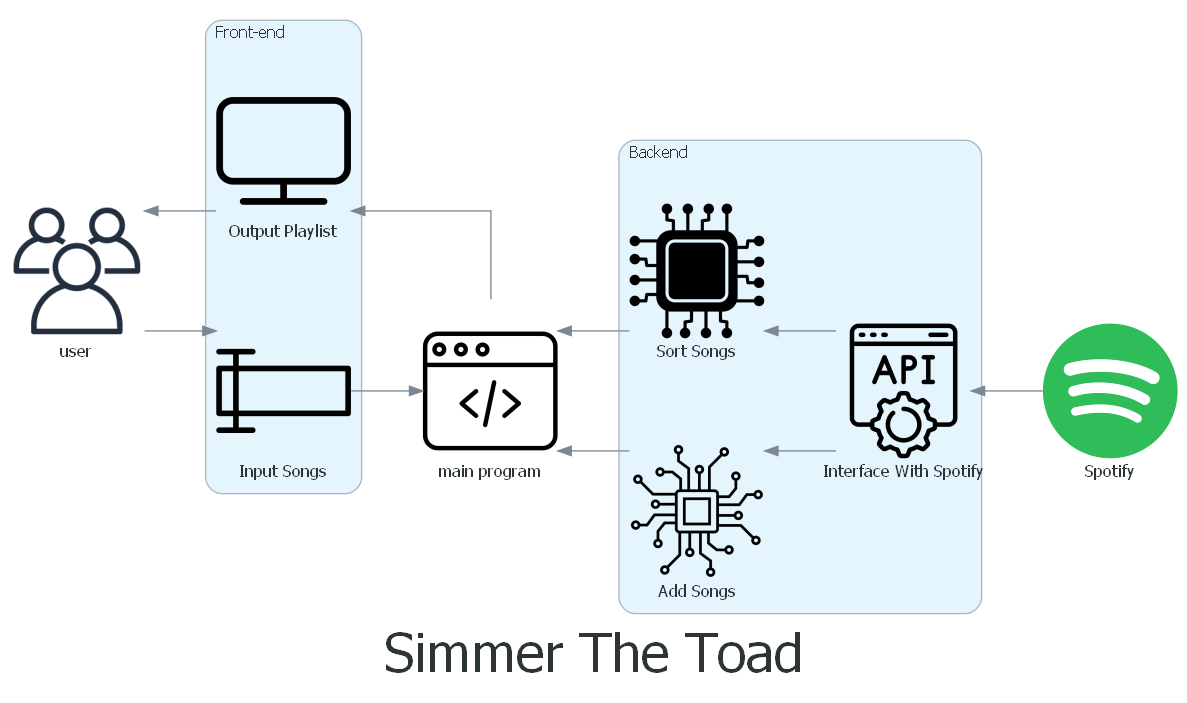 Front-end
Output Playlist
user
Input Songs
</>
main program
Backend
Sort Songs
API
Interface With Spotify
Add Songs
Spotify
Simmer The Toad